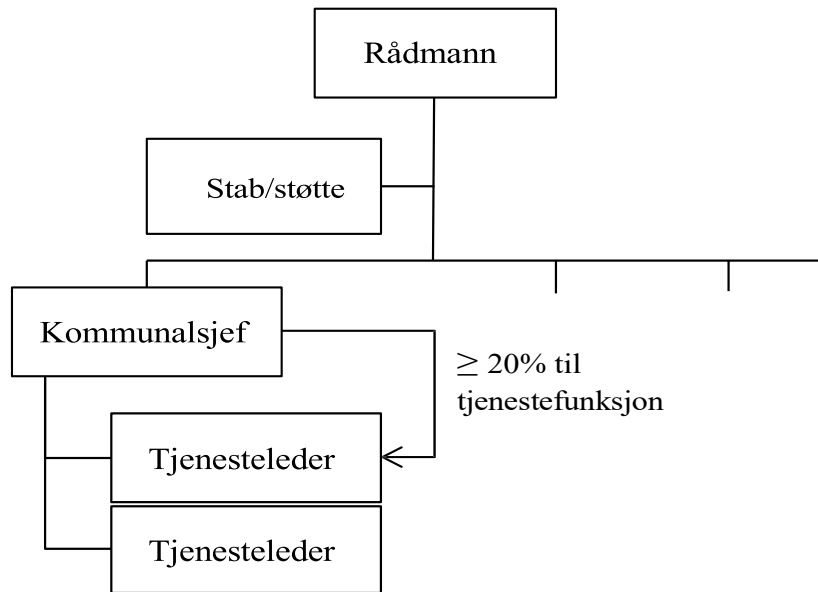 Rådmann
Stab/støtte
Kommunalsjef
≥ 20% til
tjenestefunksjon
Tjenesteleder
Tjenesteleder